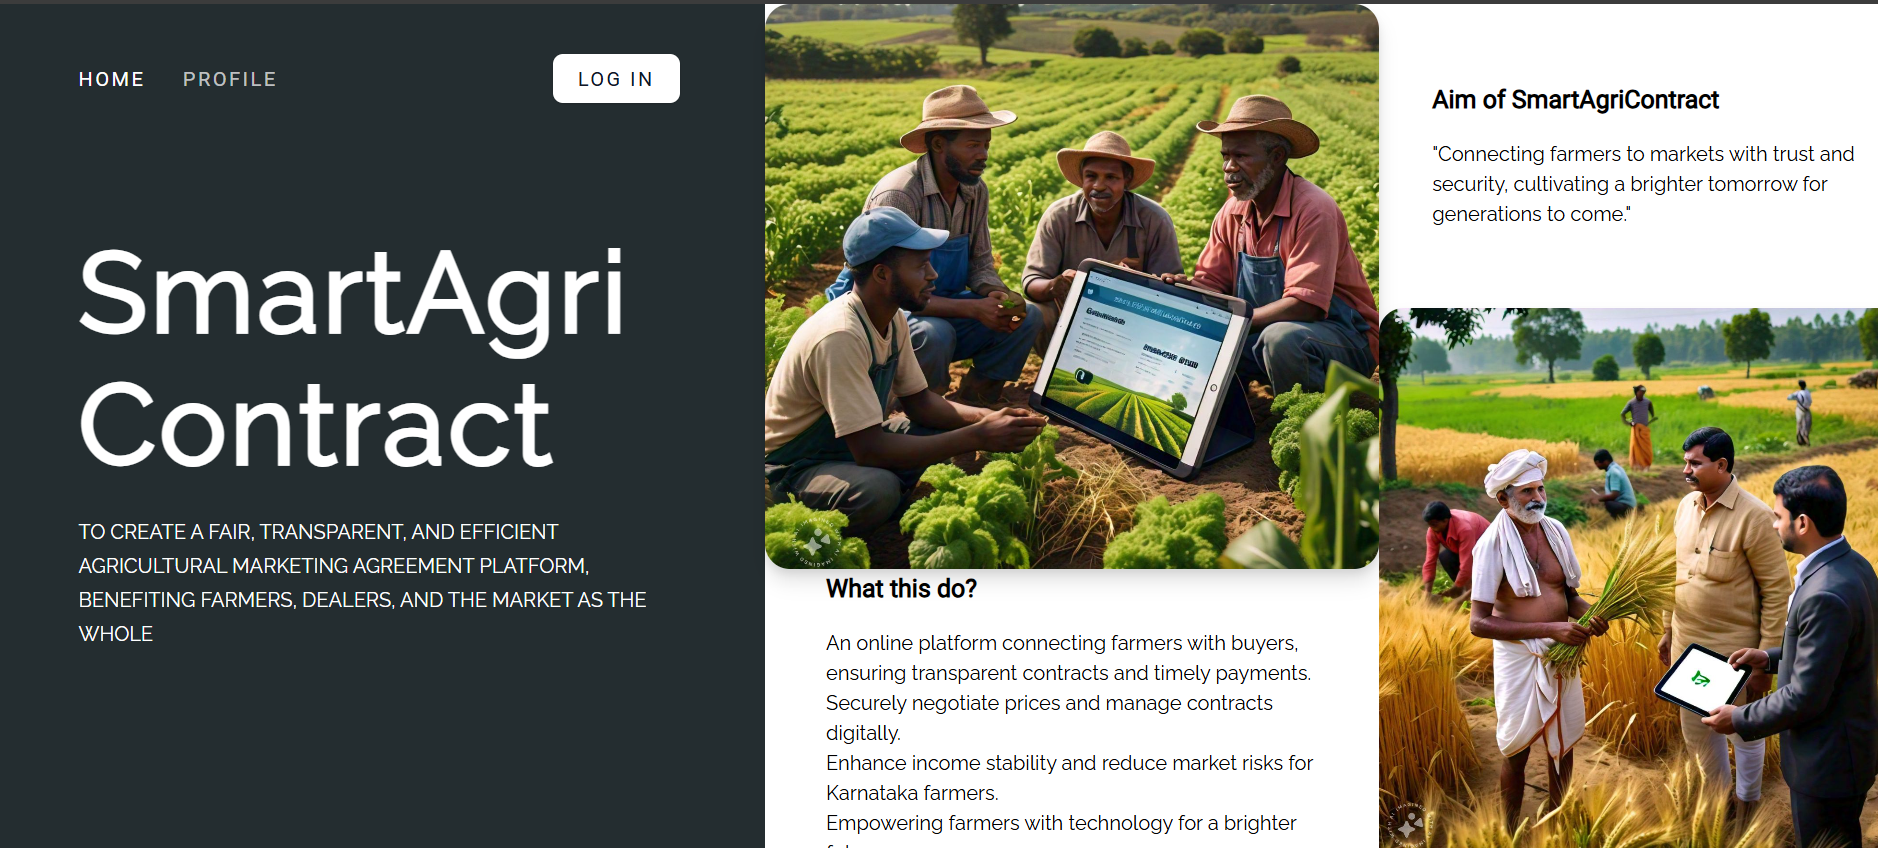 HOME PROFILE LOG IN
SmartAgri
Contract
TO CREATE A FAIR, TRANSPARENT, AND EFFICIENT
AGRICULTURAL MARKETING AGREEMENT PLATFORM,
BENEFITING FARMERS, DEALERS, AND THE MARKET AS THE
WHOLE
What this do?
An online platform connecting farmers with buyers,
ensuring transparent contracts and timely payments.
Securely negotiate prices and manage contracts
digitally.
Enhance income stability and reduce market risks for
Karnataka farmers.
Empowering farmers with technology for a brighter
Aim of SmartAgriContract
"Connecting farmers to markets with trust and
security, cultivating a brighter tomorrow for
generations to come."